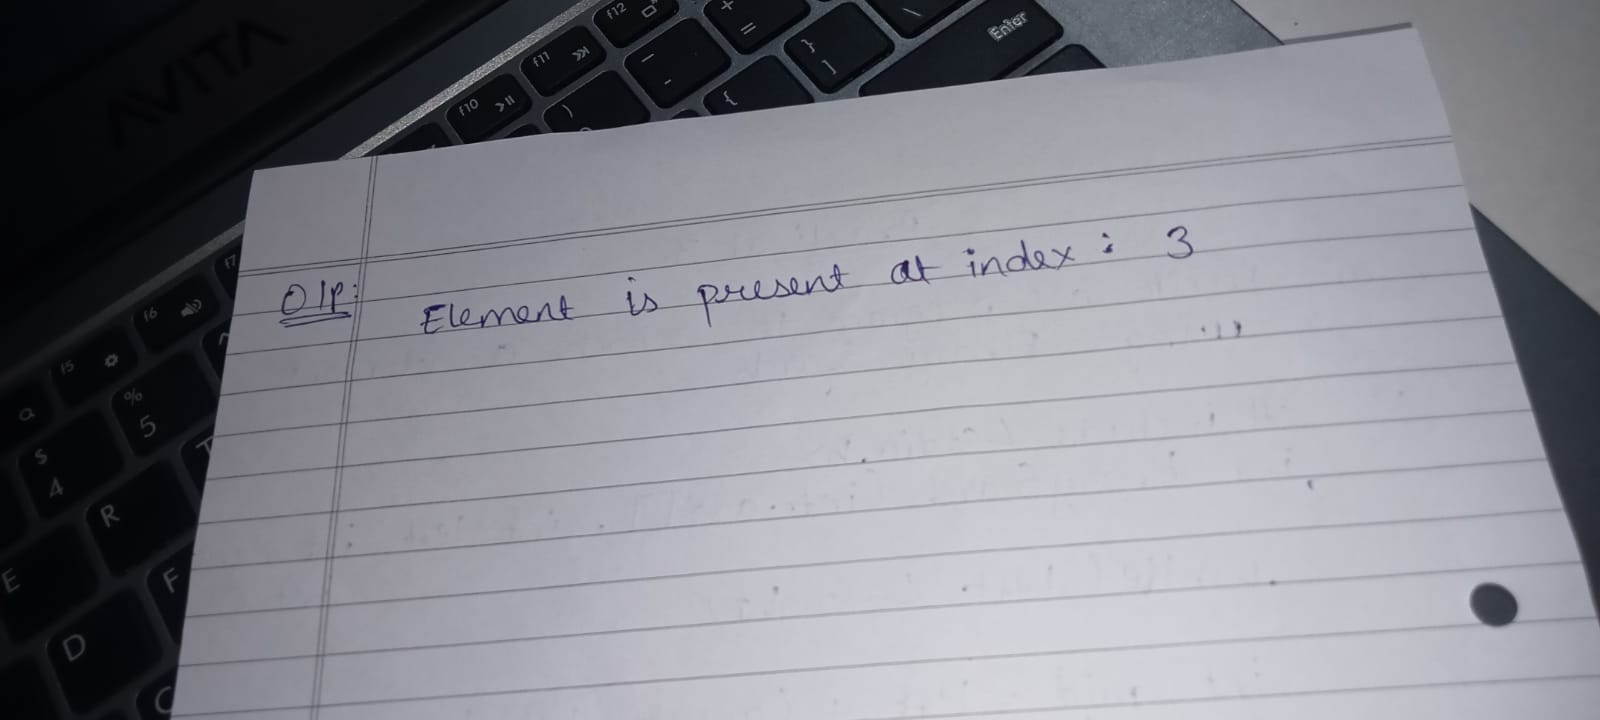 AVITA
f12
+
=
Enter
\
}
]
f11
—
-
{
f10
)
f7
f6
f5
%
5
$
4
Q
R
T
E
F
D
C
O/P: Element is present at index : 3